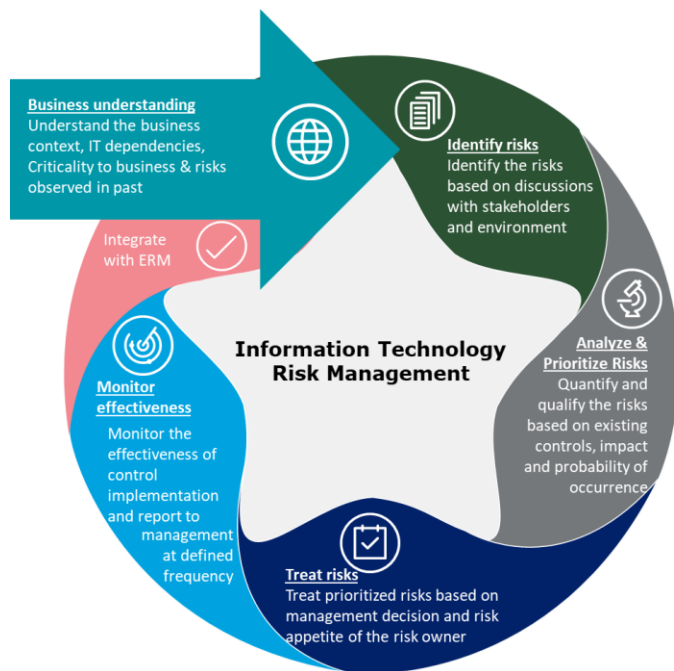 Business understanding
Understand the business
context, IT dependencies,
Criticality to business & risks
observed in past
Identify risks
Identify the risks
based on discussions
with stakeholders
and environment
Analyze &
Prioritize Risks
Quantify and
qualify the risks
based on existing
controls, impact
and probability of
occurrence
Treat risks
Treat prioritized risks based on
management decision and risk
appetite of the risk owner
Monitor
effectiveness
Monitor the
effectiveness of
control
implementation
and report to
management
at defined
frequency
Integrate
with ERM
Information Technology
Risk Management